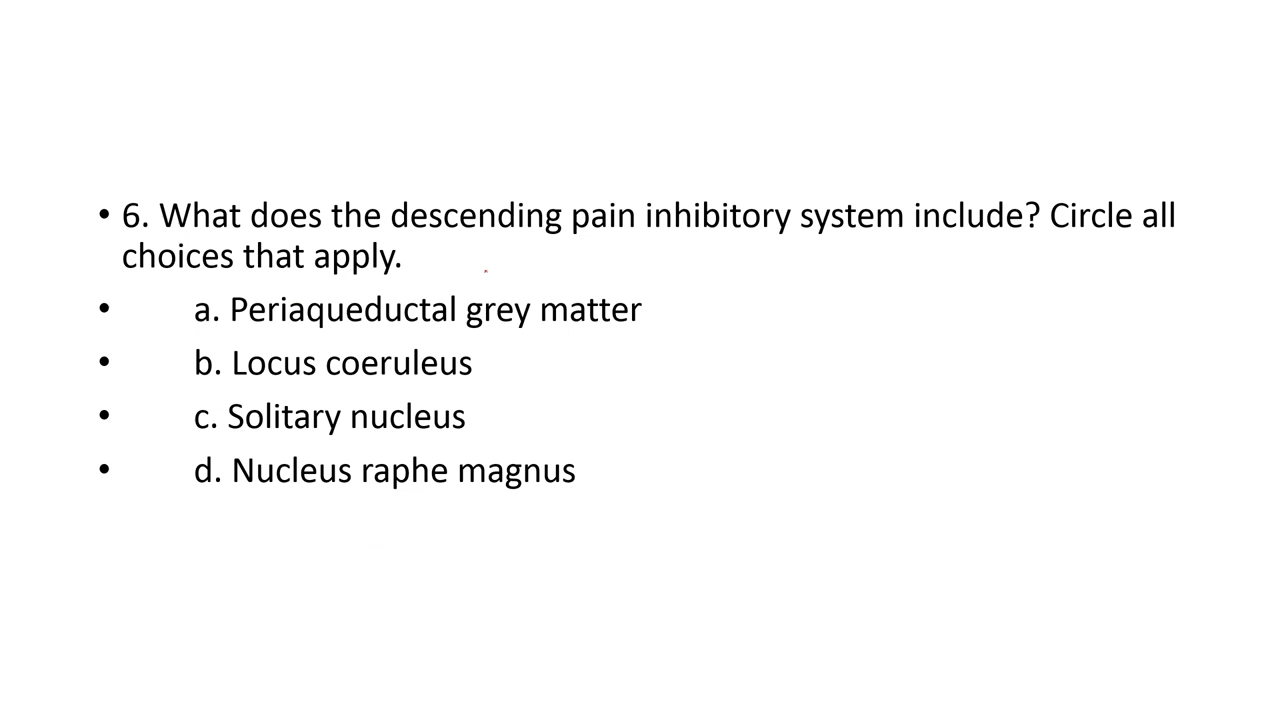 • 6. What does the descending pain inhibitory system include? Circle all
choices that apply.
• a. Periaqueductal grey matter
• b. Locus coeruleus
• c. Solitary nucleus
• d. Nucleus raphe magnus